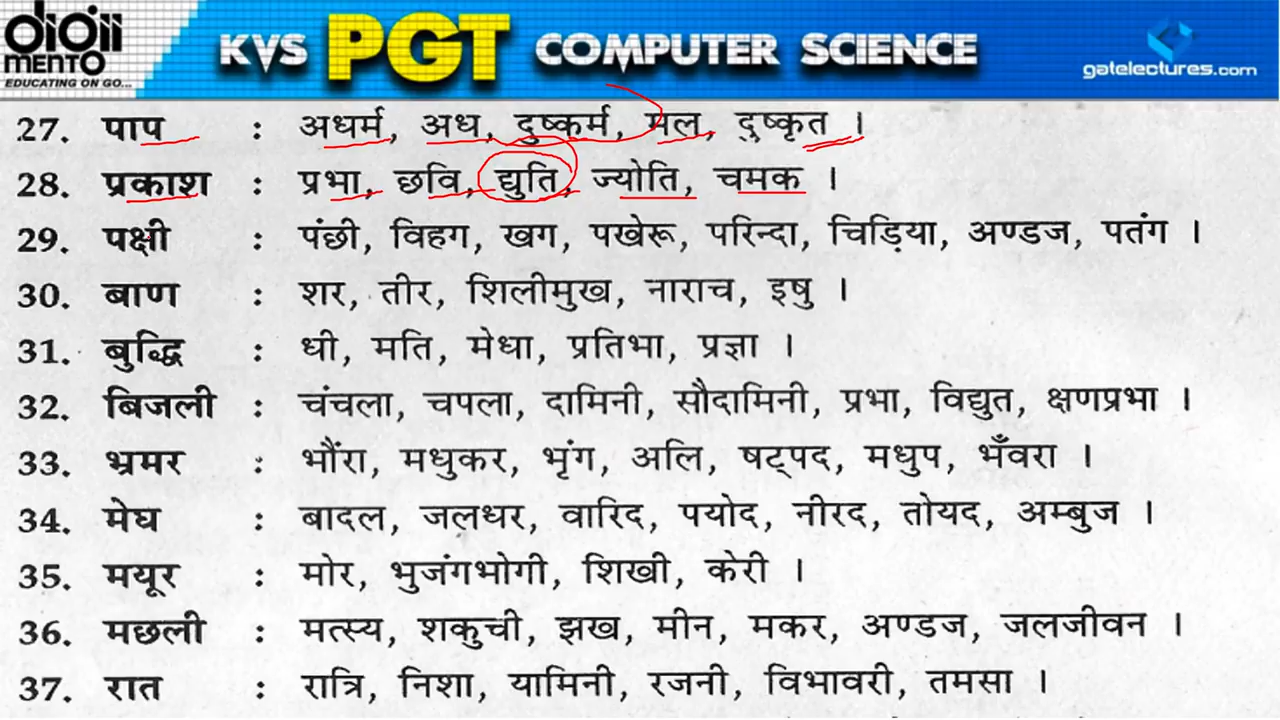 digii
MENTO
EDUCATING ON GO...
KVS PGT COMPUTER SCIENCE
gatelectures.com
27. पाप : अधर्म, अध, दुष्कर्म, मल, दुष्कृत ।
28. प्रकाश : प्रभा, छवि, द्युति, ज्योति, चमक ।
29. पक्षी : पंछी, विहग, खग, पखेरू, परिन्दा, चिड़िया, अण्डज, पतंग ।
30. बाण : शर, तीर, शिलीमुख, नाराच, इषु ।
31. बुद्धि : धी, मति, मेधा, प्रतिभा, प्रज्ञा ।
32. बिजली : चंचला, चपला, दामिनी, सौदामिनी, प्रभा, विद्युत, क्षणप्रभा ।
33. भ्रमर : भौंरा, मधुकर, भृंग, अलि, षट्पद, मधुप, भँवरा ।
34. मेघ : बादल, जलधर, वारिद, पयोद, नीरद, तोयद, अम्बुज ।
35. मयूर : मोर, भुजंगभोगी, शिखी, केरी ।
36. मछली : मत्स्य, शकुची, झख, मीन, मकर, अण्डज, जलजीवन ।
37. रात : रात्रि, निशा, यामिनी, रजनी, विभावरी, तमसा ।